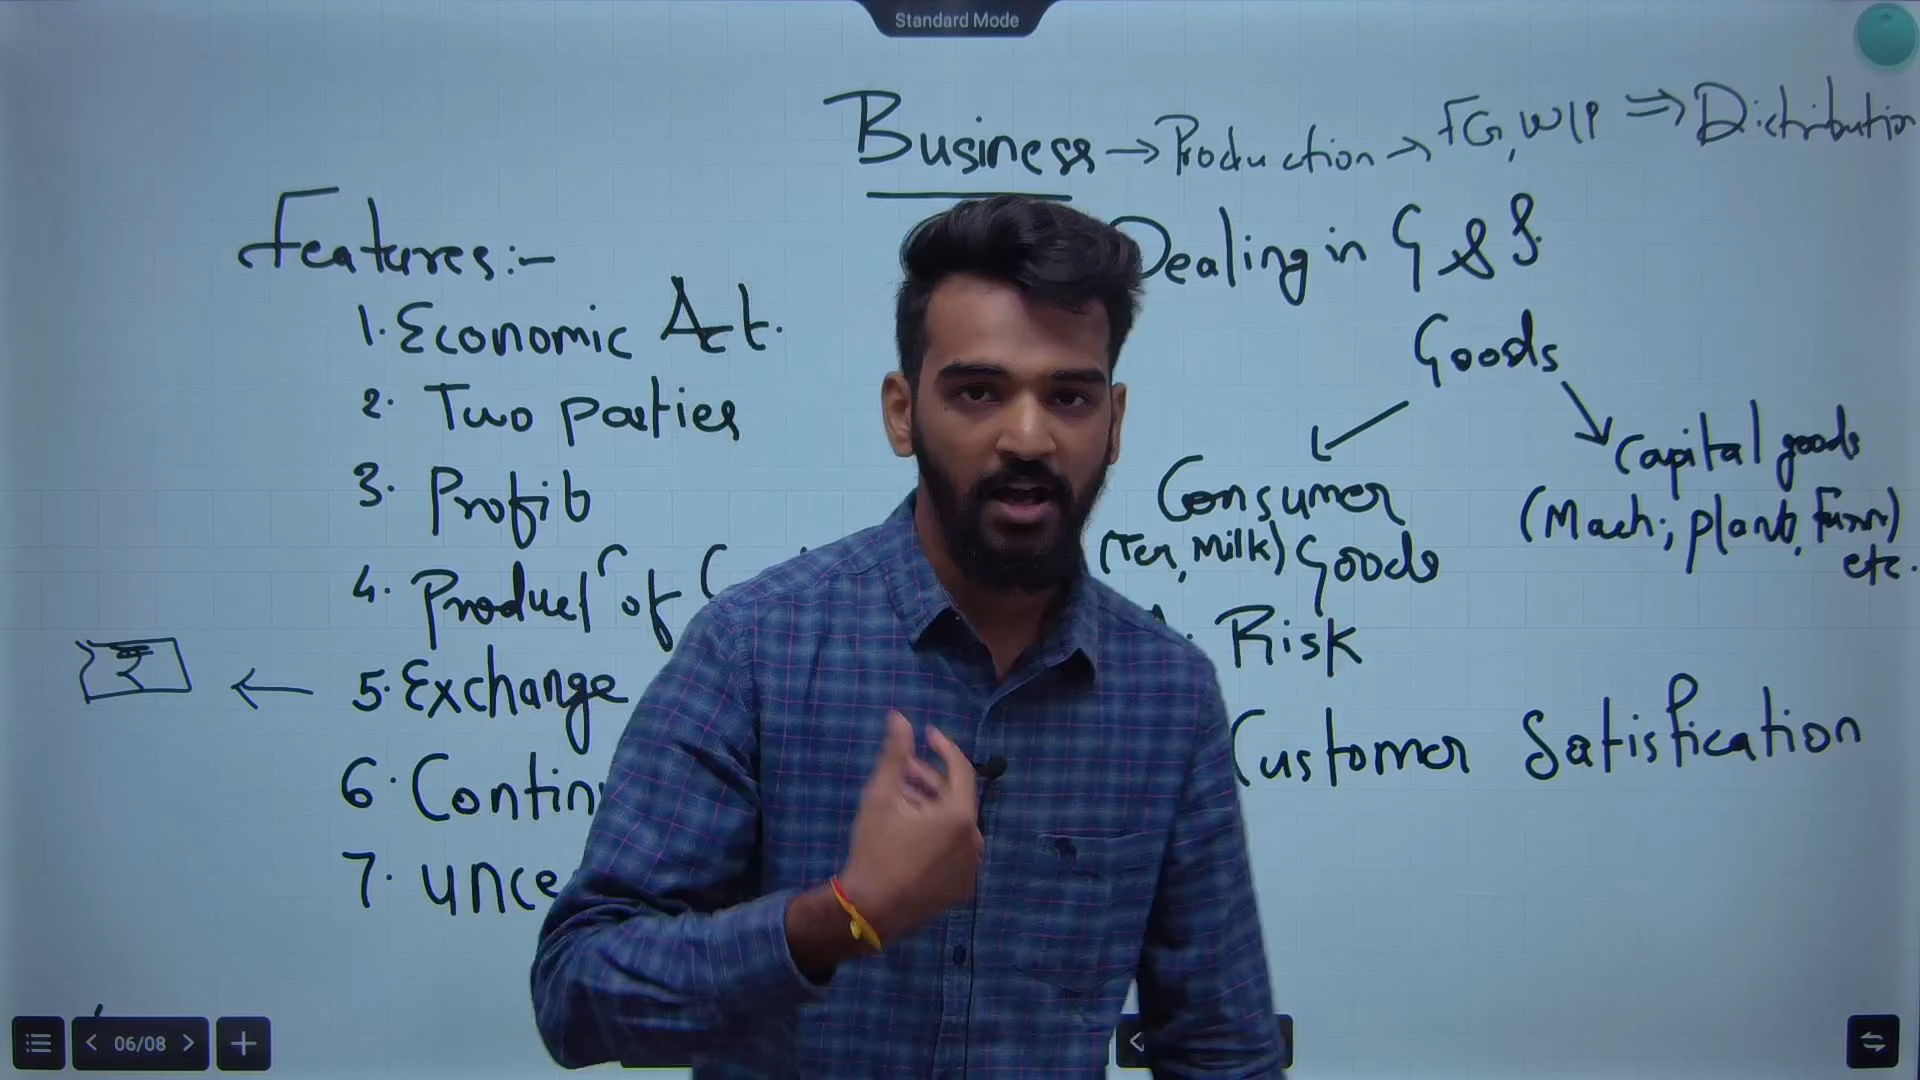 Standard Mode
Business → Production → FG, WIP ⇒ Distribution
Features:-
1. Economic Act.
2. Two parties
3. Profit
4. Product of
5. Exchange
₹ ←
6. Contin
7. unce
Dealing in G & S.
Goods
Consumer Goods
(Tea, Milk)
Capital goods
(Mach; plant, Furn)
etc.
Risk
Customer Satisfication
06/08